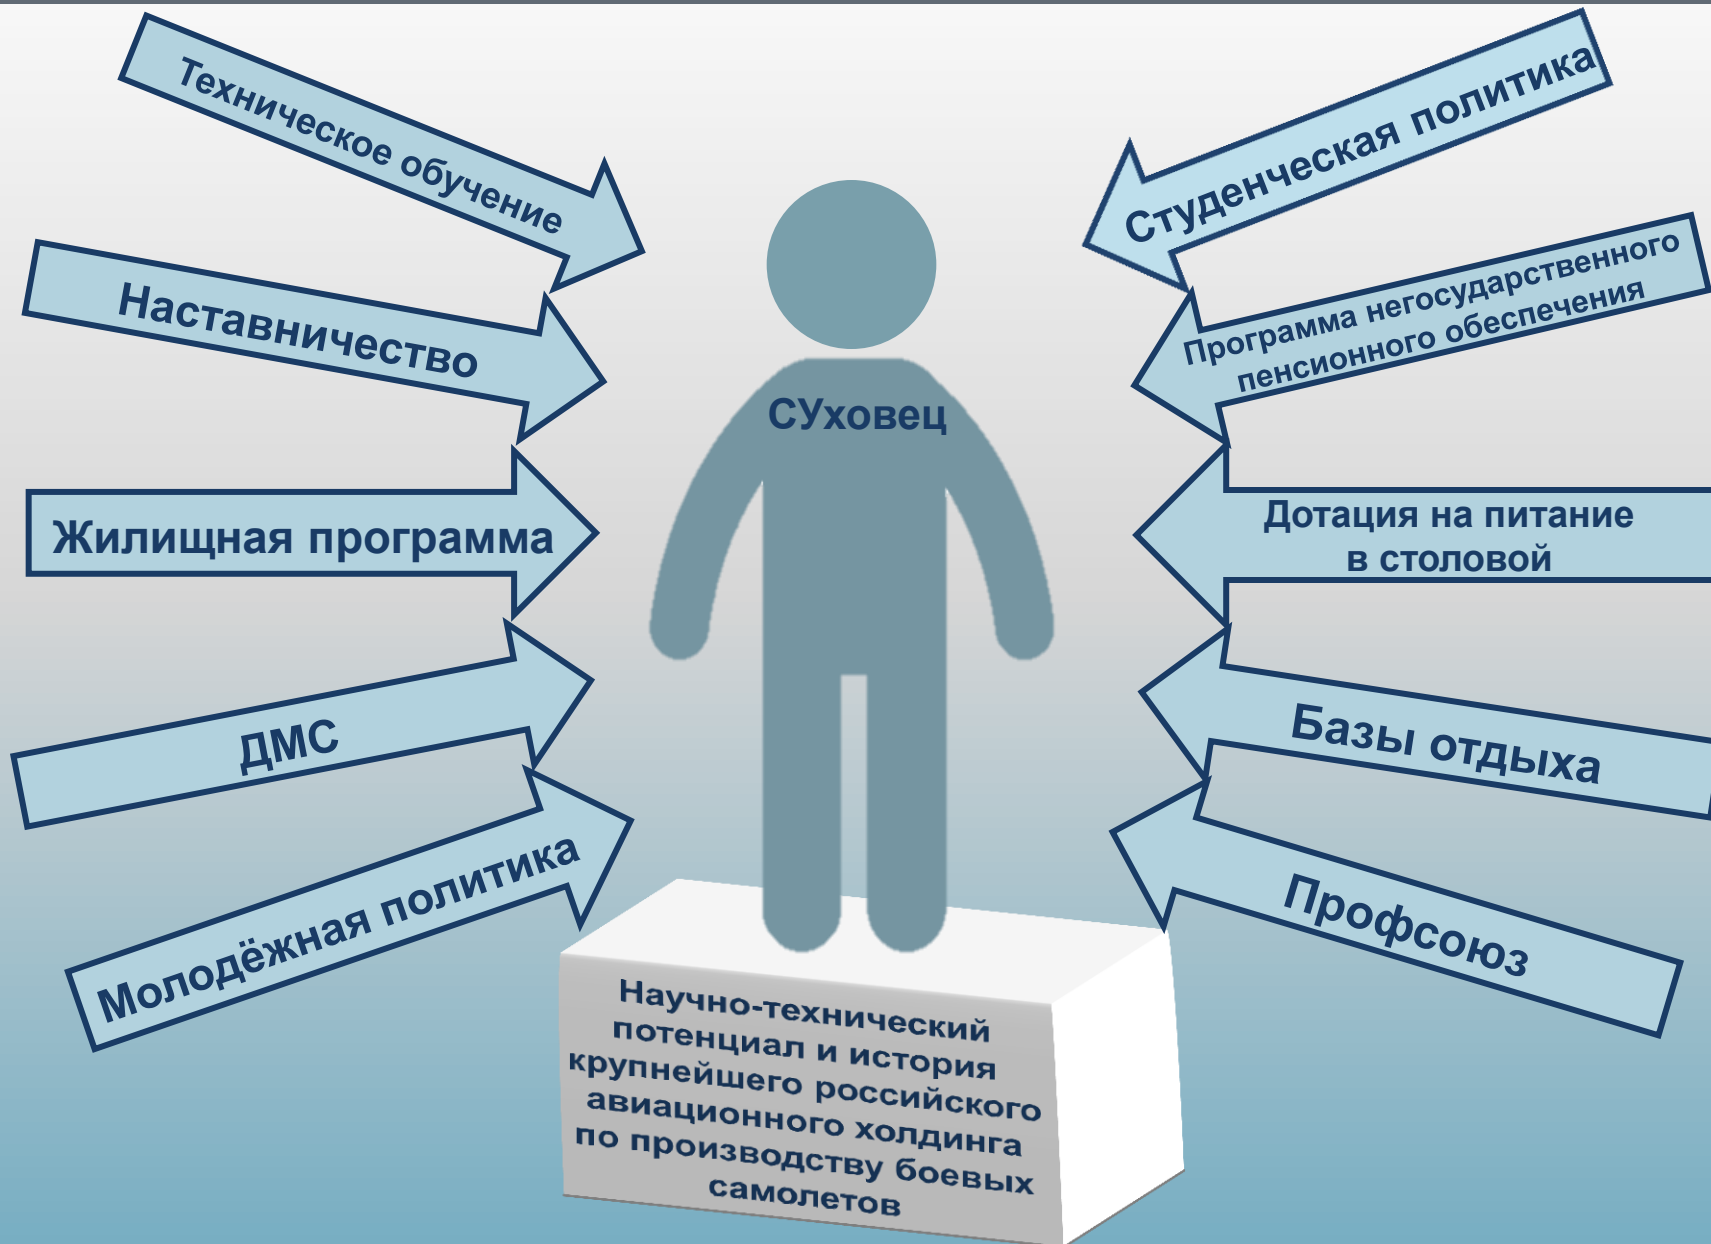 Техническое обучение
Наставничество
Жилищная программа
ДМС
Молодёжная политика
СУховец
Студенческая политика
Программа негосударственного
пенсионного обеспечения
Дотация на питание
в столовой
Базы отдыха
Профсоюз
Научно-технический
потенциал и история
крупнейшего российского
авиационного холдинга
по производству боевых
самолетов